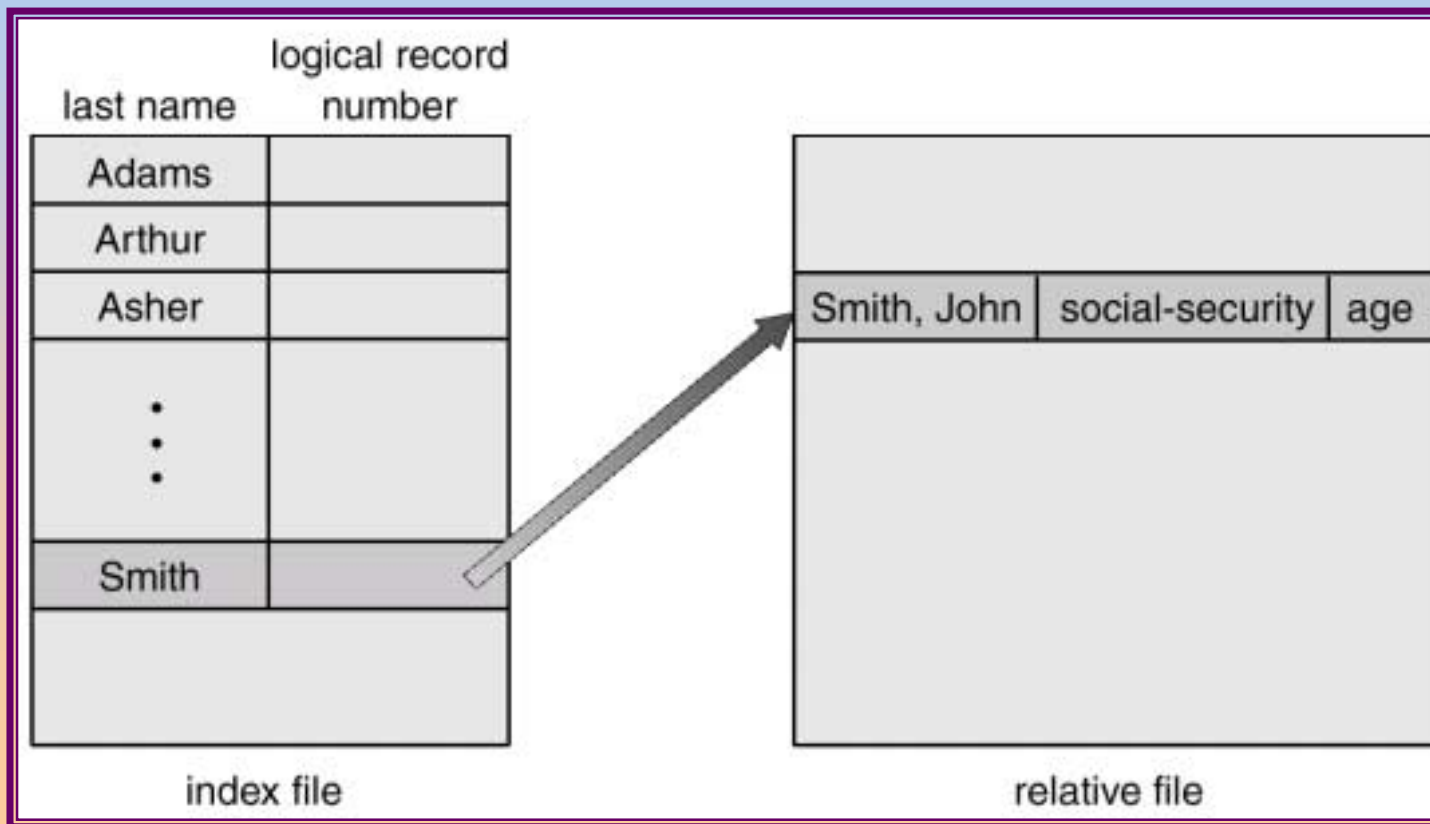 logical record
last name number
Adams
Arthur
Asher
Smith
index file
Smith, John social-security age
relative file